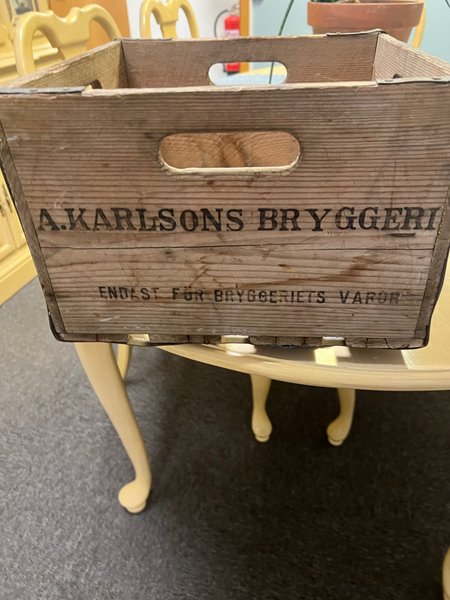 A.KARLSONS BRYGGERI
ENDAST FÖR BRYGGERIETS VAROR